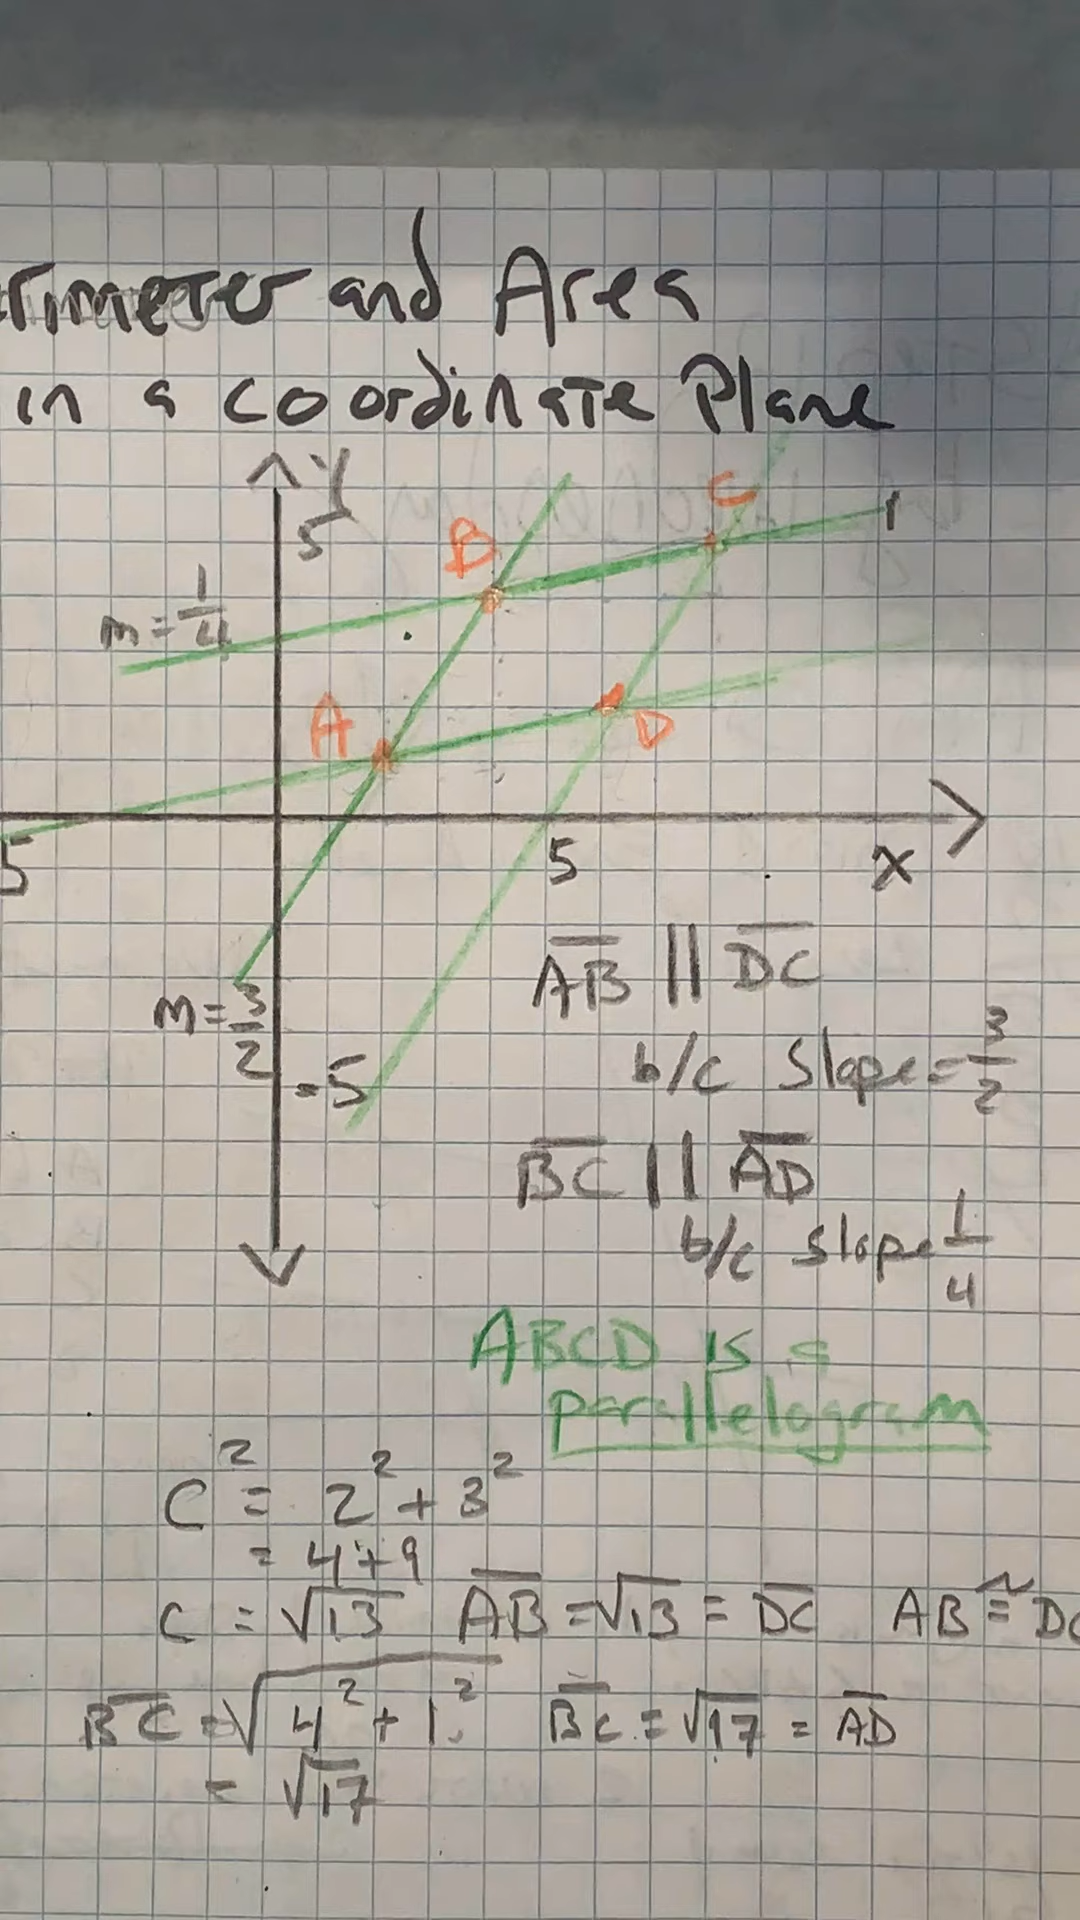 rimeter and Area
in a coordinate Plane
y
5
B
C
m = 1/4
A
D
5
5
x
m = 3/2
-5
AB || DC
b/c Slope = 3/2
BC || AD
b/c slope 1/4
ABCD is a
parallelogram
C² = 2² + 3²
= 4+9
C = √13 AB = √13 = DC AB ≅ DC
BC = √4² + 1² BC = √17 = AD
= √17